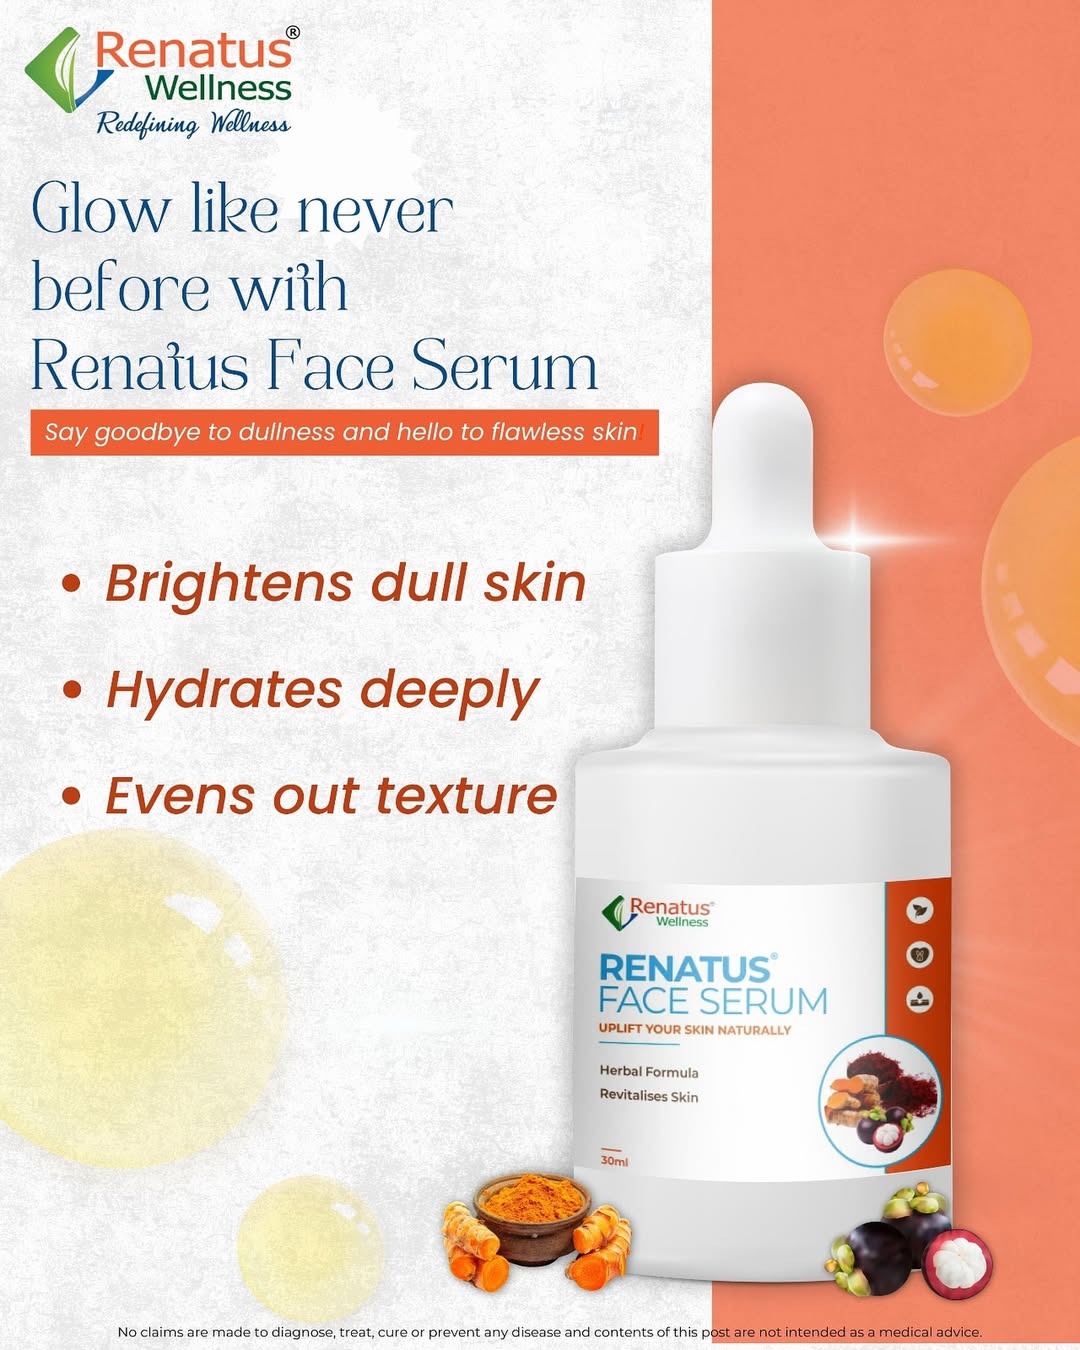 Renatus®
Wellness
Redefining Wellness
Glow like never
before with
Renatus Face Serum
Say goodbye to dullness and hello to flawless skin!
• Brightens dull skin
• Hydrates deeply
• Evens out texture
Renatus®
Wellness
RENATUS®
FACE SERUM
UPLIFT YOUR SKIN NATURALLY
Herbal Formula
Revitalises Skin
30ml
No claims are made to diagnose, treat, cure or prevent any disease and contents of this post are not intended as a medical advice.